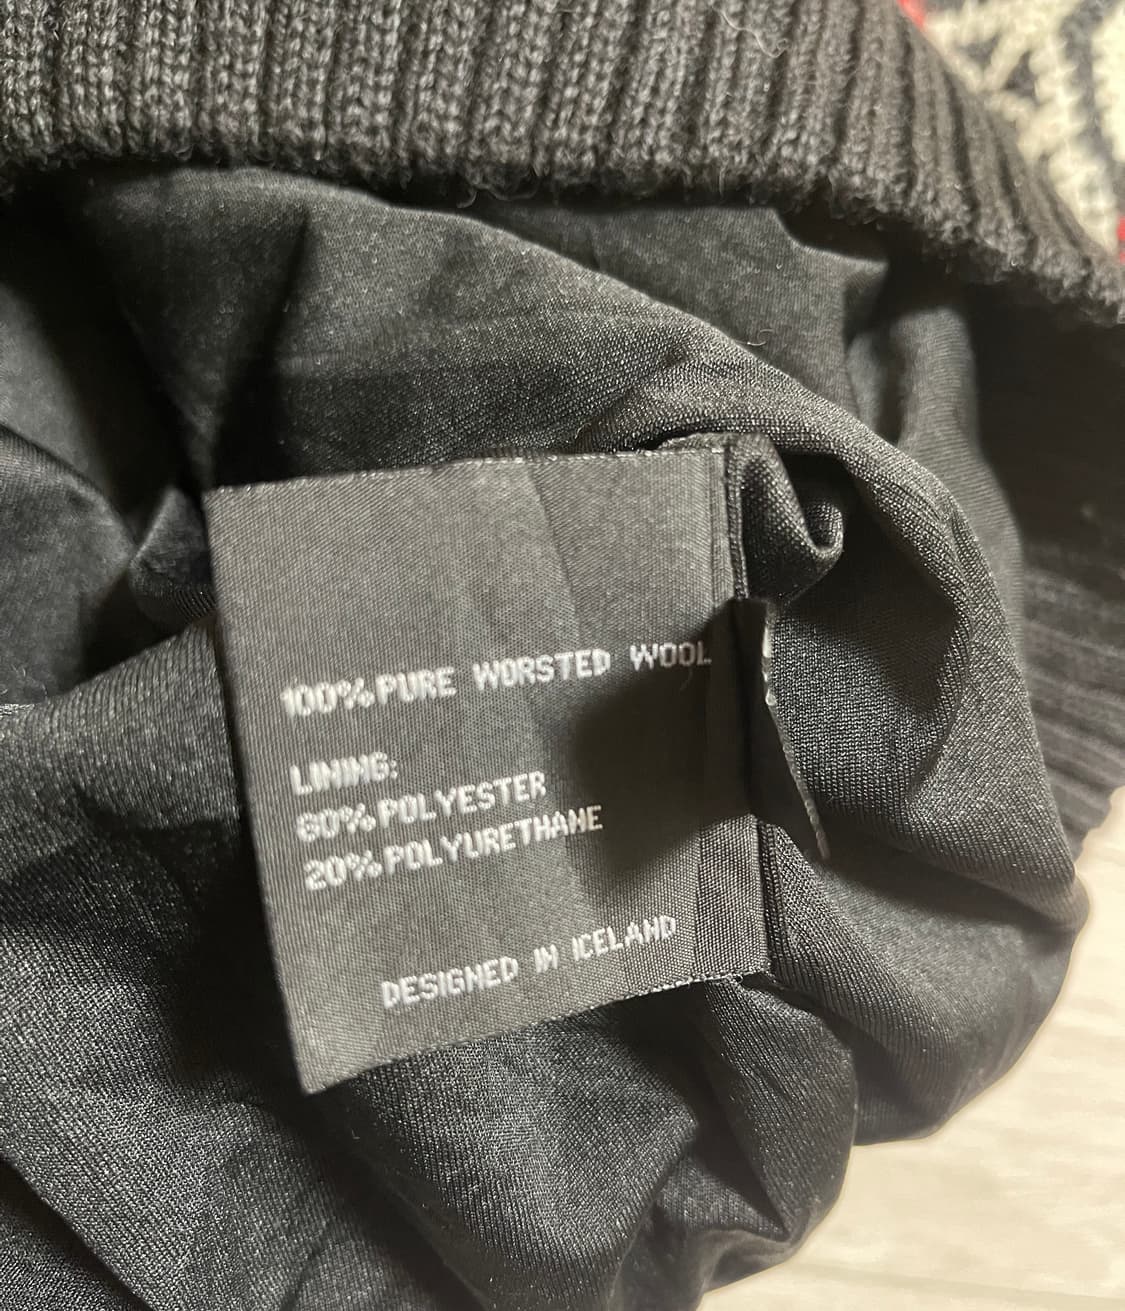 100% PURE WORSTED WOOL
LINING:
80% POLYESTER
20% POLYURETHANE
DESIGNED IN ICELAND